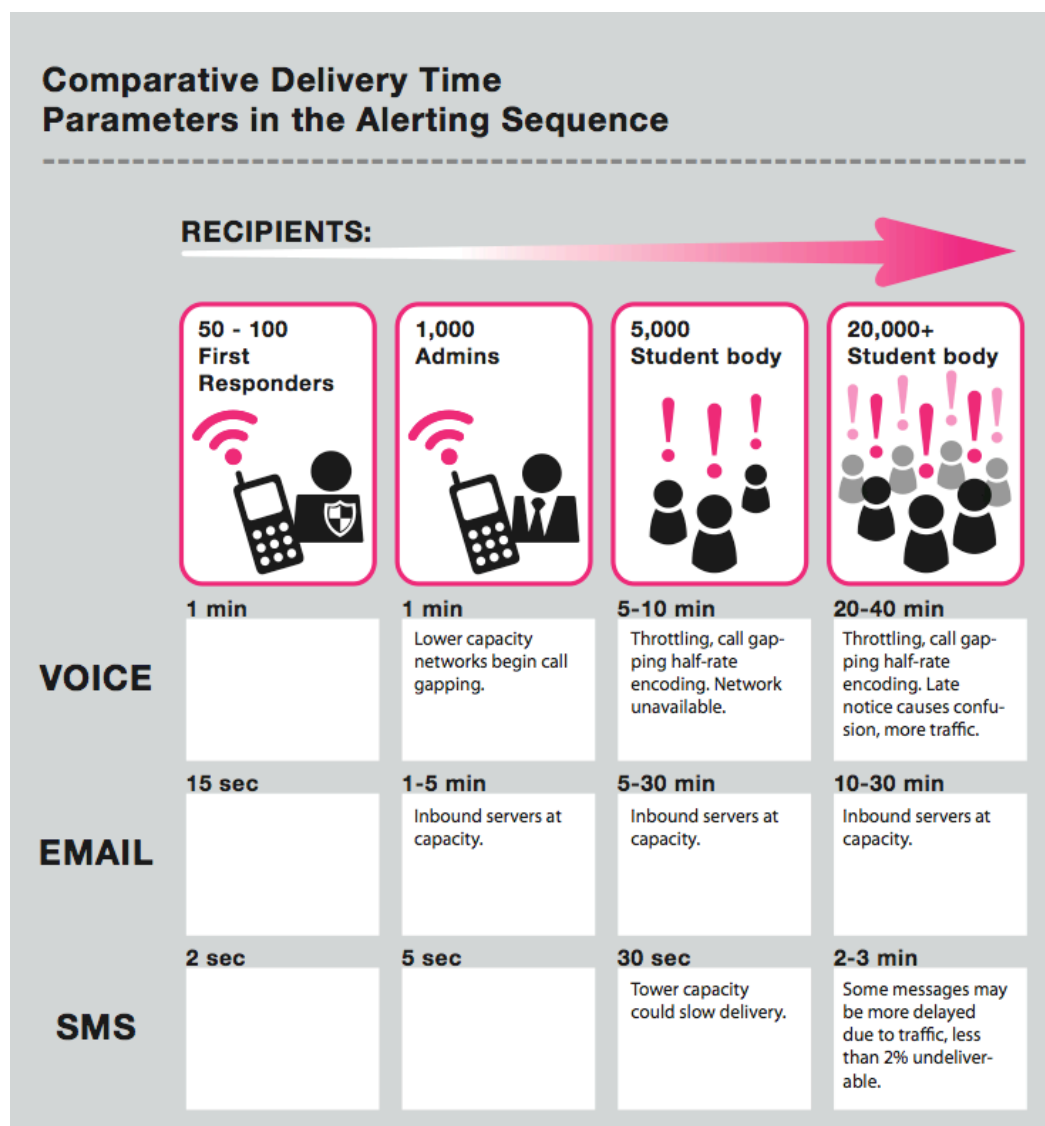 Comparative Delivery Time
Parameters in the Alerting Sequence
RECIPIENTS:
50 - 100
First
Responders
1,000
Admins
5,000
Student body
20,000+
Student body
VOICE
1 min
1 min
Lower capacity
networks begin call
gapping.
5-10 min
Throttling, call gap-
ping half-rate
encoding. Network
unavailable.
20-40 min
Throttling, call gap-
ping half-rate
encoding. Late
notice causes confu-
sion, more traffic.
EMAIL
15 sec
1-5 min
Inbound servers at
capacity.
5-30 min
Inbound servers at
capacity.
10-30 min
Inbound servers at
capacity.
SMS
2 sec
5 sec
30 sec
Tower capacity
could slow delivery.
2-3 min
Some messages may
be more delayed
due to traffic, less
than 2% undeliver-
able.